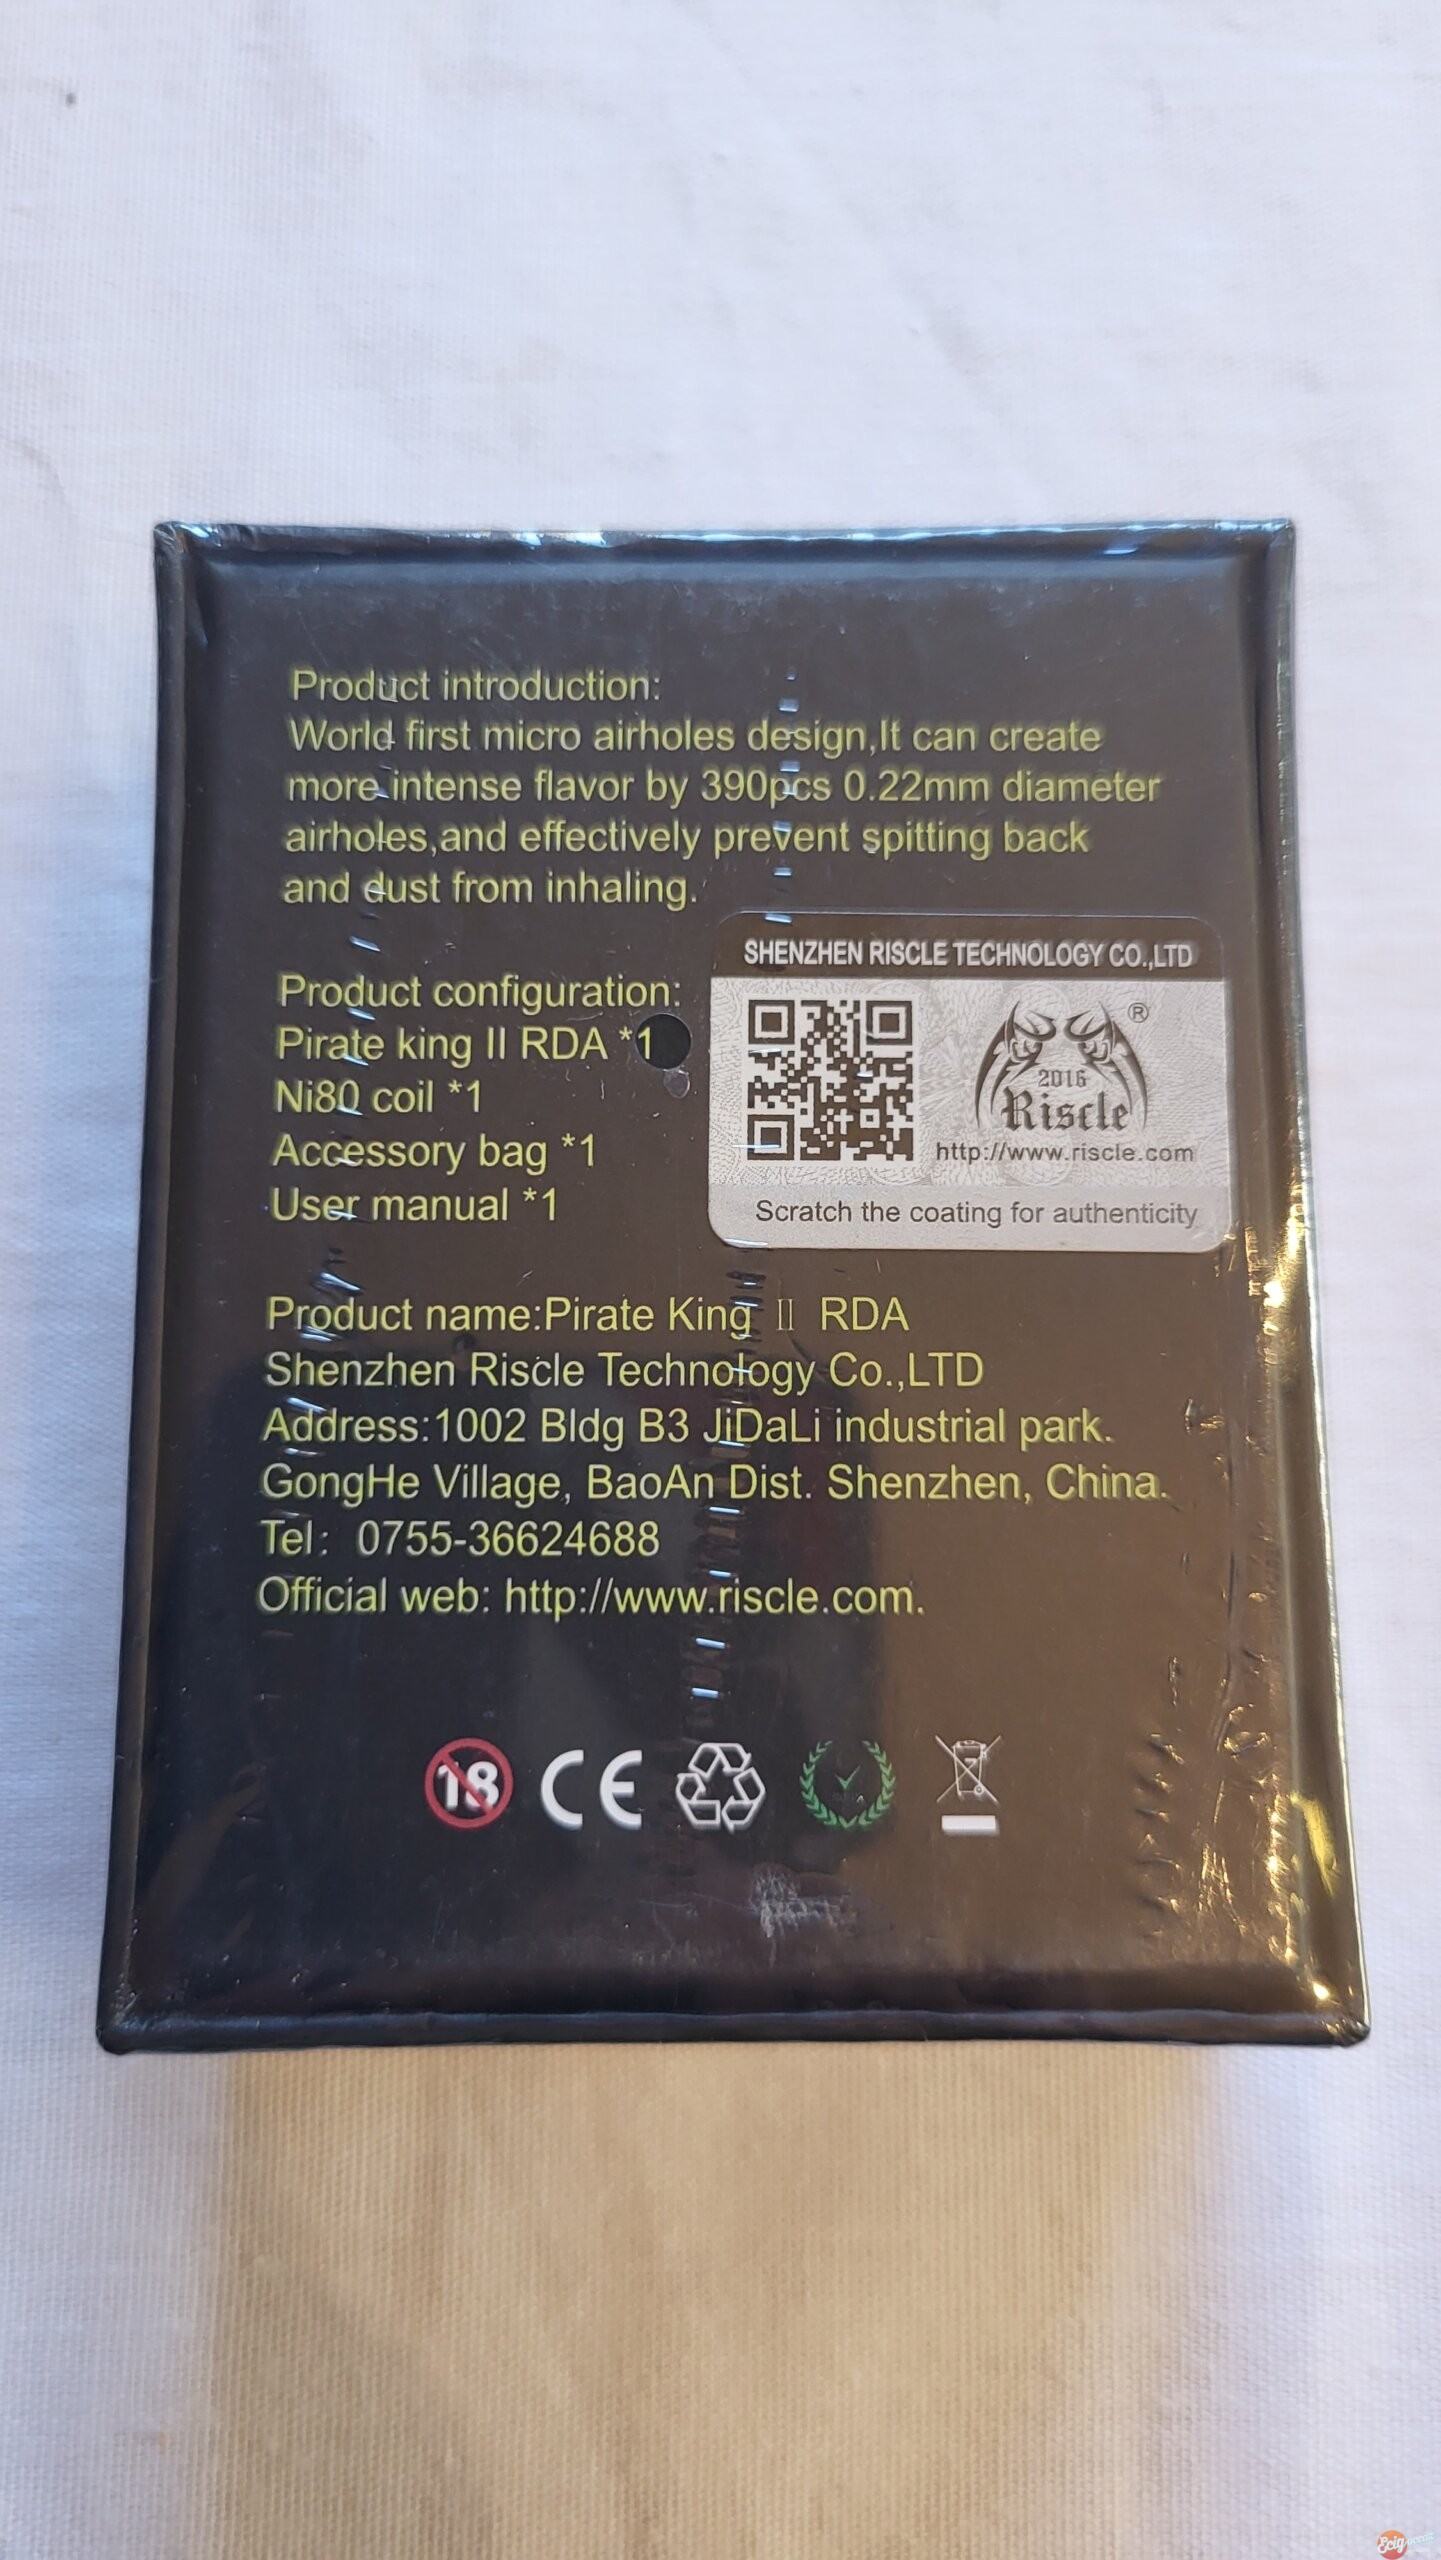 Product introduction:
World first micro airholes design,It can create
more intense flavor by 390pcs 0.22mm diameter
airholes,and effectively prevent spitting back
and dust from inhaling.
Product configuration:
Pirate king II RDA *1
Ni80 coil *1
Accessory bag *1
User manual *1
SHENZHEN RISCLE TECHNOLOGY CO.,LTD
®
2016
Riscle
http://www.riscle.com
Scratch the coating for authenticity
Product name:Pirate King Ⅱ RDA
Shenzhen Riscle Technology Co.,LTD
Address:1002 Bldg B3 JiDaLi industrial park.
GongHe Village, BaoAn Dist. Shenzhen, China.
Tel: 0755-36624688
Official web: http://www.riscle.com.
18 CE